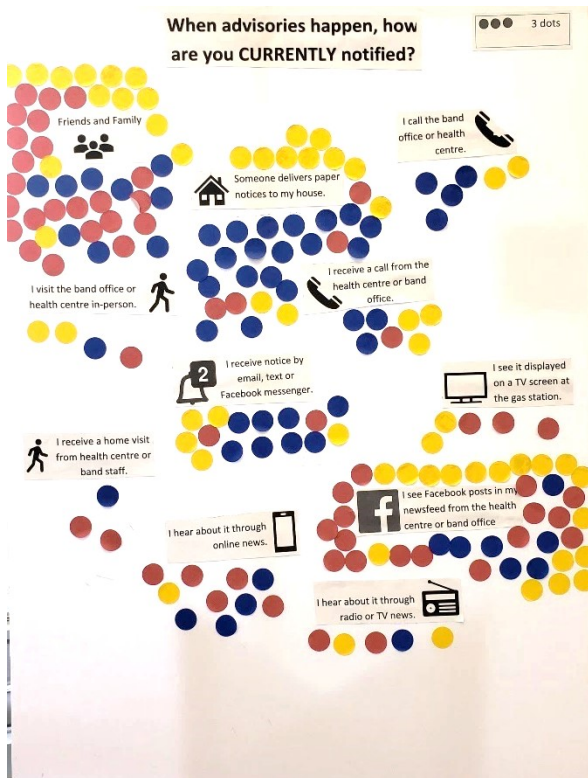 When advisories happen, how
are you CURRENTLY notified?
3 dots
Friends and Family
I call the band
office or health
centre.
Someone delivers paper
notices to my house.
I visit the band office or
health centre in-person.
I receive a call from the
health centre or band
office.
2
I receive notice by
email, text or
Facebook messenger.
I see it displayed
on a TV screen at
the gas station.
I receive a home visit
from health centre or
band staff.
f
I see Facebook posts in my
newsfeed from the health
centre or band office
I hear about it through
online news.
I hear about it through
radio or TV news.